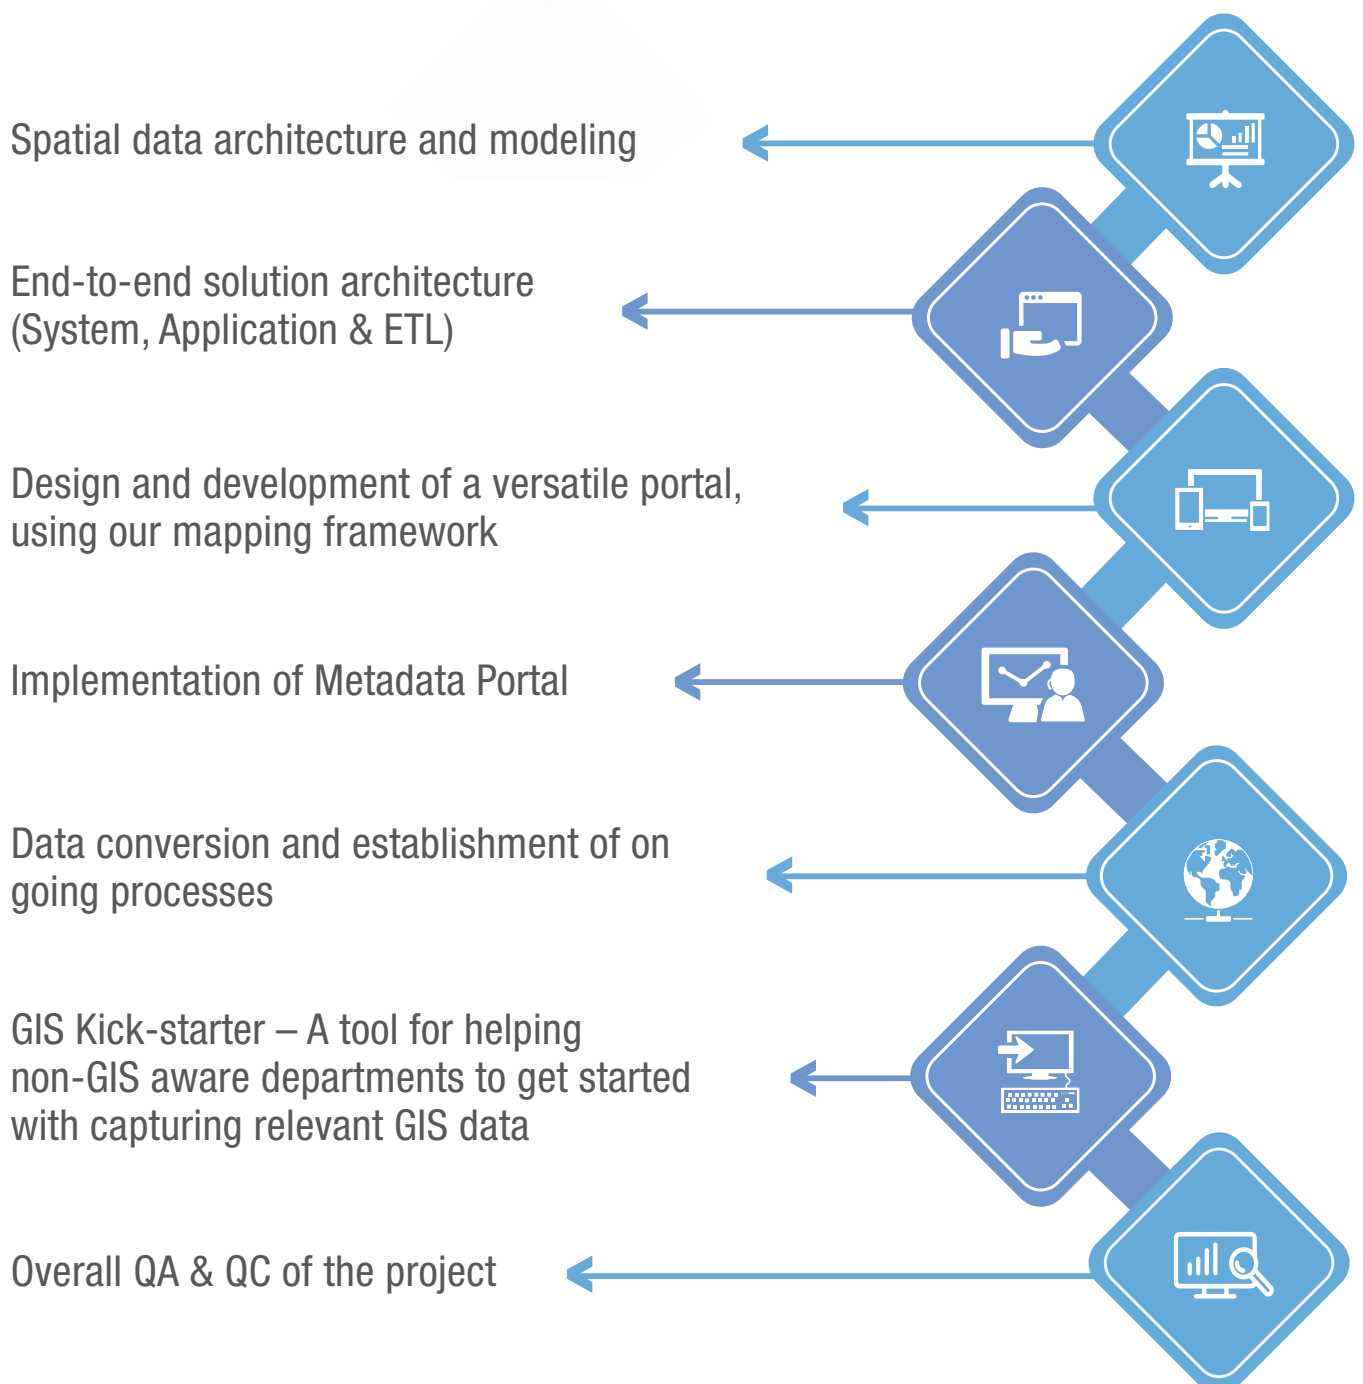 Spatial data architecture and modeling
End-to-end solution architecture
(System, Application & ETL)
Design and development of a versatile portal,
using our mapping framework
Implementation of Metadata Portal
Data conversion and establishment of on
going processes
GIS Kick-starter – A tool for helping
non-GIS aware departments to get started
with capturing relevant GIS data
Overall QA & QC of the project